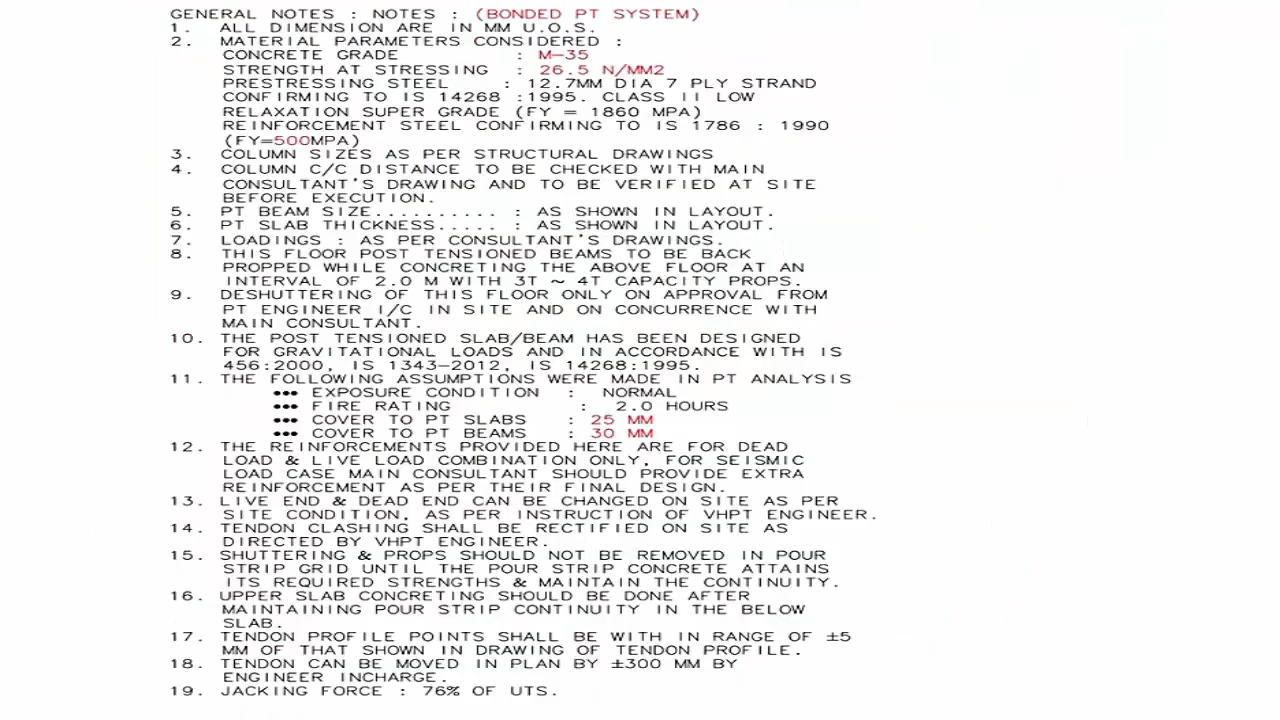 GENERAL NOTES : NOTES : (BONDED PT SYSTEM)
1. ALL DIMENSION ARE IN MM U.O.S.
2. MATERIAL PARAMETERS CONSIDERED :
CONCRETE GRADE : M-35
STRENGTH AT STRESSING : 26.5 N/MM2
PRESTRESSING STEEL : 12.7MM DIA 7 PLY STRAND
CONFIRMING TO IS 14268 :1995. CLASS II LOW
RELAXATION SUPER GRADE (FY = 1860 MPA)
REINFORCEMENT STEEL CONFIRMING TO IS 1786 : 1990
(FY=500MPA)
3. COLUMN SIZES AS PER STRUCTURAL DRAWINGS
4. COLUMN C/C DISTANCE TO BE CHECKED WITH MAIN
CONSULTANT'S DRAWING AND TO BE VERIFIED AT SITE
BEFORE EXECUTION.
5. PT BEAM SIZE.......... : AS SHOWN IN LAYOUT.
6. PT SLAB THICKNESS..... : AS SHOWN IN LAYOUT.
7. LOADINGS : AS PER CONSULTANT'S DRAWINGS.
8. THIS FLOOR POST TENSIONED BEAMS TO BE BACK
PROPPED WHILE CONCRETING THE ABOVE FLOOR AT AN
INTERVAL OF 2.0 M WITH 3T ~ 4T CAPACITY PROPS.
9. DESHUTTERING OF THIS FLOOR ONLY ON APPROVAL FROM
PT ENGINEER I/C IN SITE AND ON CONCURRENCE WITH
MAIN CONSULTANT.
10. THE POST TENSIONED SLAB/BEAM HAS BEEN DESIGNED
FOR GRAVITATIONAL LOADS AND IN ACCORDANCE WITH IS
456:2000, IS 1343-2012, IS 14268:1995.
11. THE FOLLOWING ASSUMPTIONS WERE MADE IN PT ANALYSIS
••• EXPOSURE CONDITION : NORMAL
••• FIRE RATING : 2.0 HOURS
••• COVER TO PT SLABS : 25 MM
••• COVER TO PT BEAMS : 30 MM
12. THE REINFORCEMENTS PROVIDED HERE ARE FOR DEAD
LOAD & LIVE LOAD COMBINATION ONLY, FOR SEISMIC
LOAD CASE MAIN CONSULTANT SHOULD PROVIDE EXTRA
REINFORCEMENT AS PER THEIR FINAL DESIGN.
13. LIVE END & DEAD END CAN BE CHANGED ON SITE AS PER
SITE CONDITION, AS PER INSTRUCTION OF VHPT ENGINEER.
14. TENDON CLASHING SHALL BE RECTIFIED ON SITE AS
DIRECTED BY VHPT ENGINEER.
15. SHUTTERING & PROPS SHOULD NOT BE REMOVED IN POUR
STRIP GRID UNTIL THE POUR STRIP CONCRETE ATTAINS
ITS REQUIRED STRENGTHS & MAINTAIN THE CONTINUITY.
16. UPPER SLAB CONCRETING SHOULD BE DONE AFTER
MAINTAINING POUR STRIP CONTINUITY IN THE BELOW
SLAB.
17. TENDON PROFILE POINTS SHALL BE WITH IN RANGE OF ±5
MM OF THAT SHOWN IN DRAWING OF TENDON PROFILE.
18. TENDON CAN BE MOVED IN PLAN BY ±300 MM BY
ENGINEER INCHARGE.
19. JACKING FORCE : 76% OF UTS.